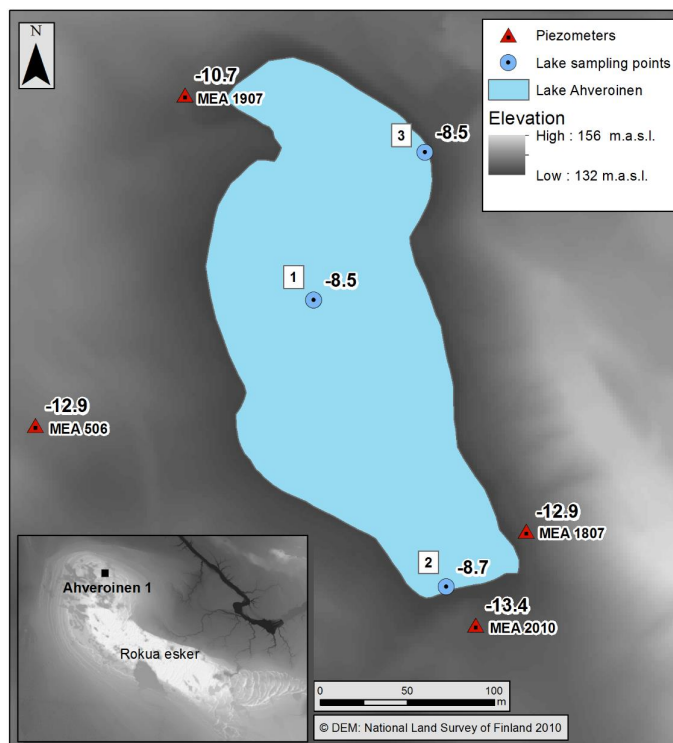 N
-10.7
MEA 1907
Piezometers
Lake sampling points
Lake Ahveroinen
Elevation
High : 156 m.a.s.l.
Low : 132 m.a.s.l.
3
-8.5
1
-8.5
-12.9
MEA 506
-12.9
MEA 1807
2
-8.7
-13.4
MEA 2010
Ahveroinen 1
Rokua esker
0 50 100
m
© DEM: National Land Survey of Finland 2010